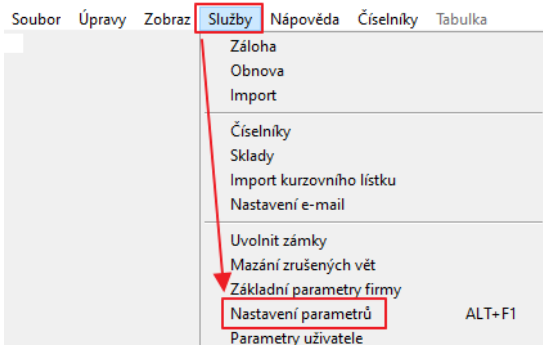 Soubor Úpravy Zobraz Služby Nápověda Číselníky Tabulka
Záloha
Obnova
Import
Číselníky
Sklady
Import kurzovního lístku
Nastavení e-mail
Uvolnit zámky
Mazání zrušených vět
Základní parametry firmy
Nastavení parametrů ALT+F1
Parametry uživatele